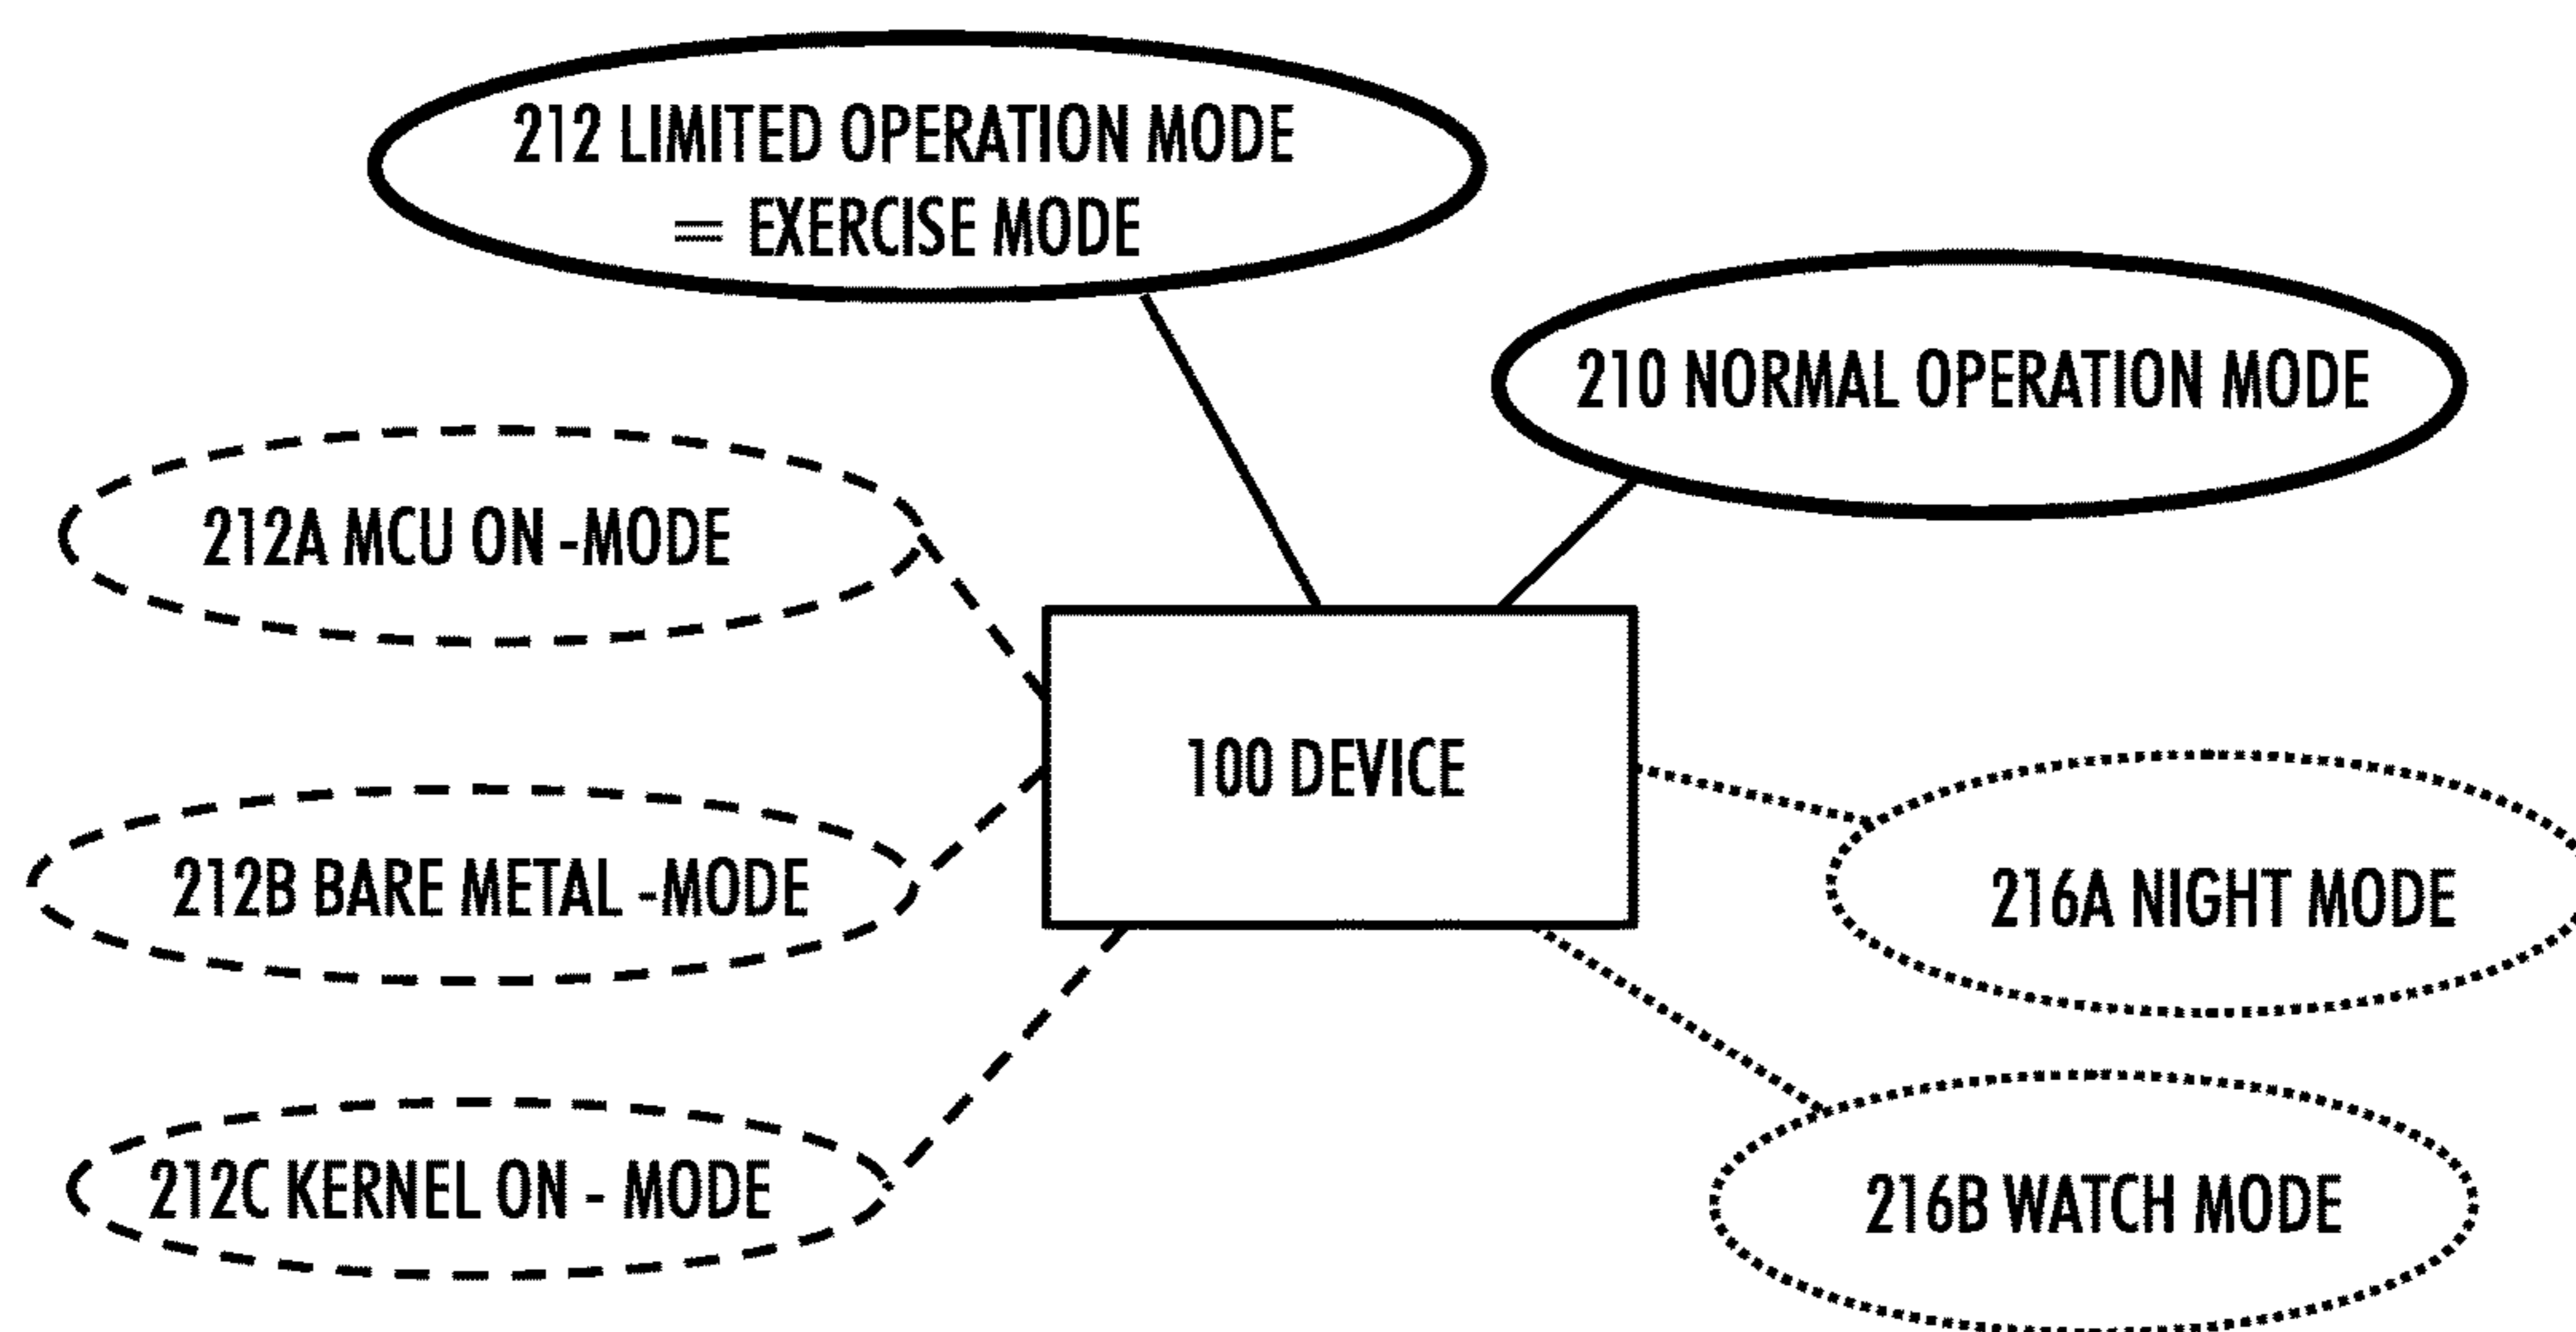 212 LIMITED OPERATION MODE
= EXERCISE MODE
210 NORMAL OPERATION MODE
212A MCU ON -MODE
100 DEVICE
212B BARE METAL -MODE
216A NIGHT MODE
212C KERNEL ON - MODE
216B WATCH MODE